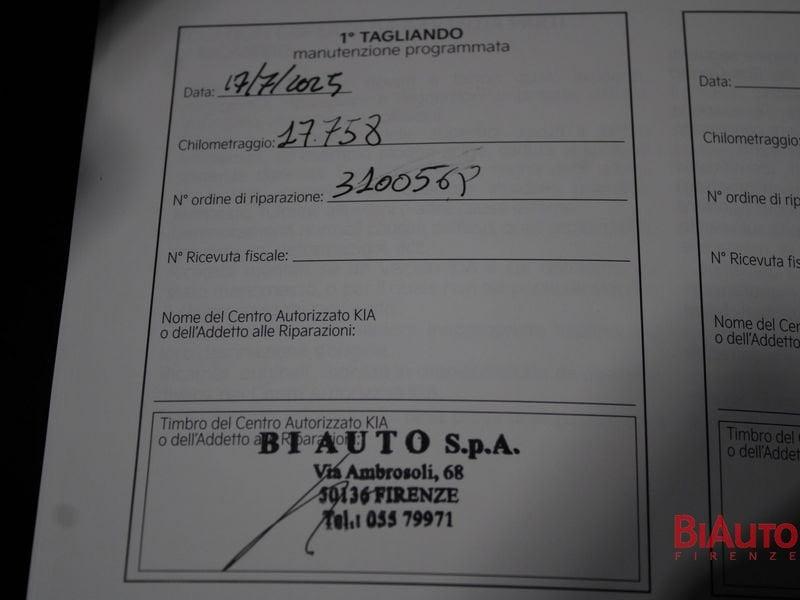 1° TAGLIANDO
manutenzione programmata
Data: 17/7/2025
Chilometraggio: 17.758
N° ordine di riparazione:
N° Ricevuta fiscale:
Nome del Centro Autorizzato KIA
o dell'Addetto alle Riparazioni:
Timbro del Centro Autorizzato KIA
o dell'Addetto alle Riparazioni:
BIAUTO S.p.A.
Via Ambrosoli, 68
50136 FIRENZE
Tel.: 055 79971
Data:
Chilometraggio:
N° ordine di
N° Ricevuta
Nome del
o dell'Addetto
Timbro del
o dell'Addetto
BIAUTO
FIRENZE